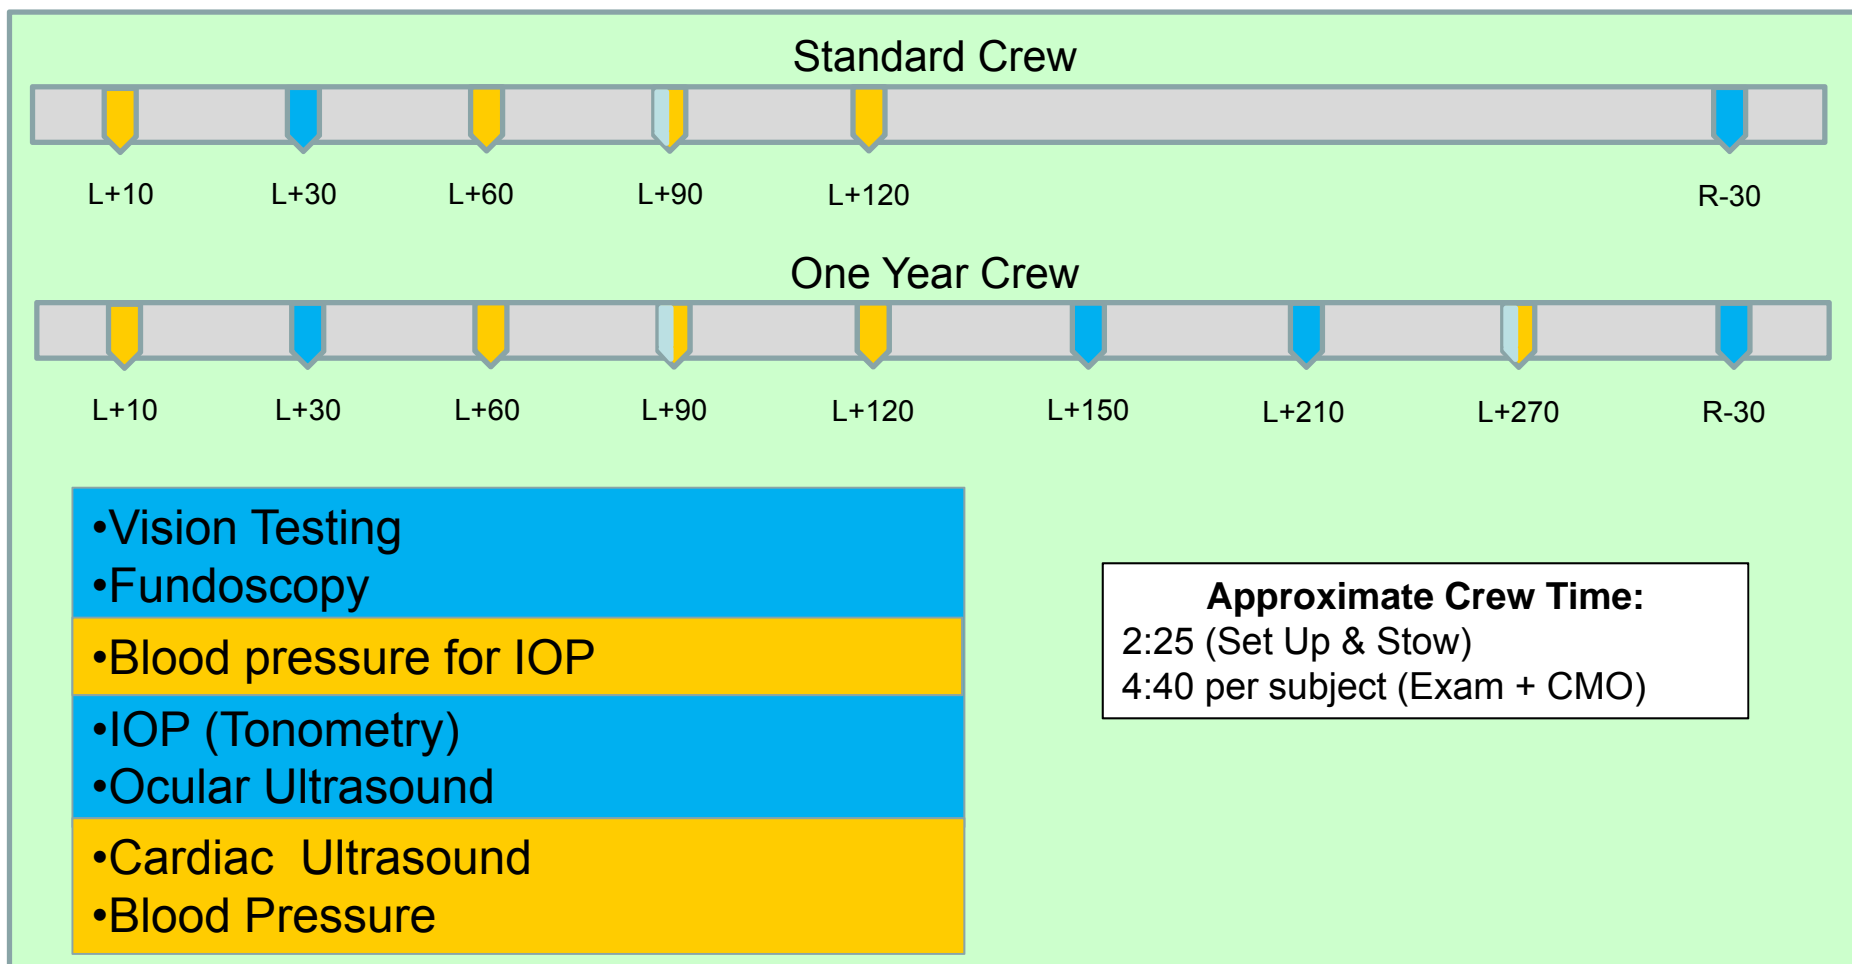 Standard Crew
L+10 L+30 L+60 L+90 L+120 R-30
One Year Crew
L+10 L+30 L+60 L+90 L+120 L+150 L+210 L+270 R-30
•Vision Testing
•Fundoscopy
•Blood pressure for IOP
•IOP (Tonometry)
•Ocular Ultrasound
•Cardiac Ultrasound
•Blood Pressure
Approximate Crew Time:
2:25 (Set Up & Stow)
4:40 per subject (Exam + CMO)